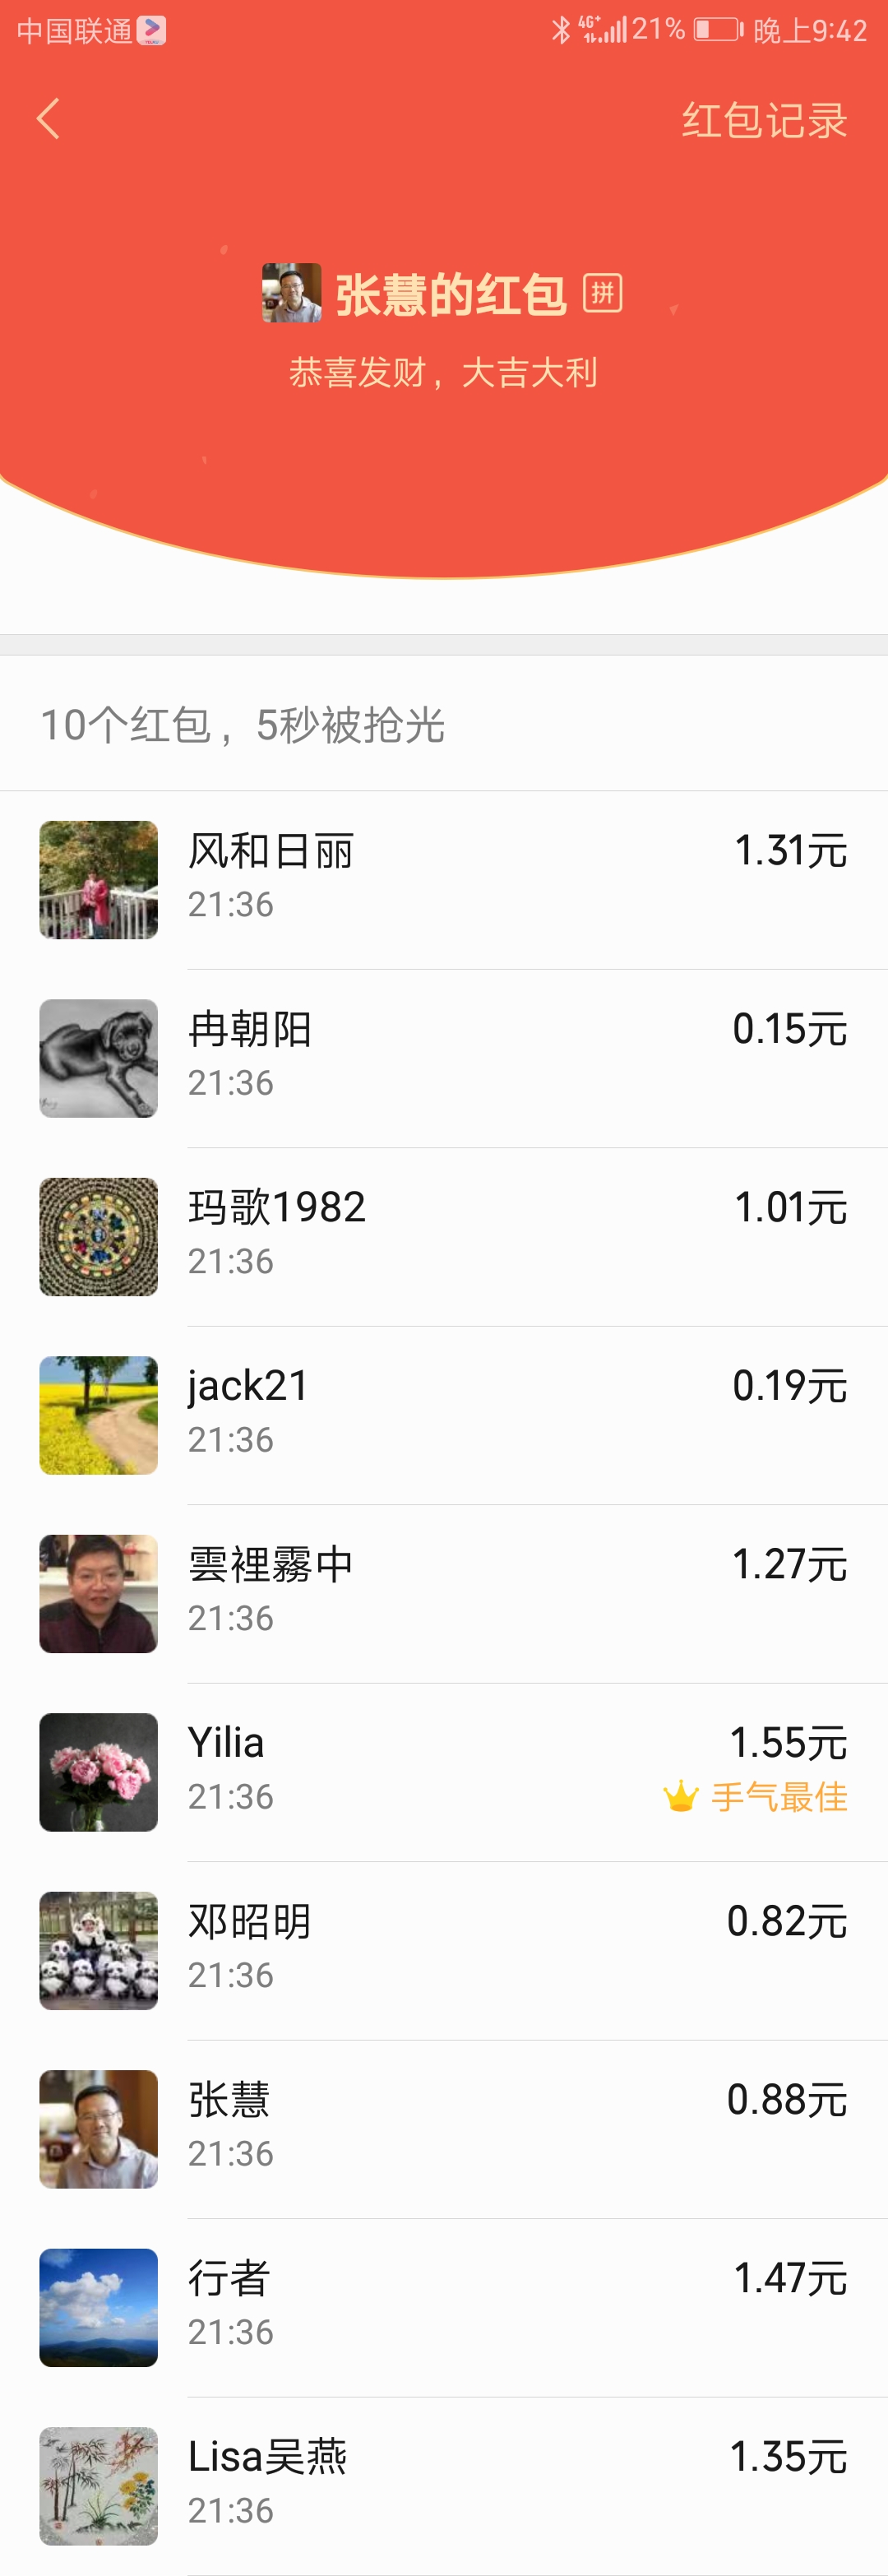 中国联通 4G+ 21% 晚上9:42
红包记录
张慧的红包 拼
恭喜发财，大吉大利
10个红包，5秒被抢光
风和日丽 1.31元
21:36
冉朝阳 0.15元
21:36
玛歌1982 1.01元
21:36
jack21 0.19元
21:36
雲裡霧中 1.27元
21:36
Yilia 1.55元
21:36 手气最佳
邓昭明 0.82元
21:36
张慧 0.88元
21:36
行者 1.47元
21:36
Lisa吴燕 1.35元
21:36